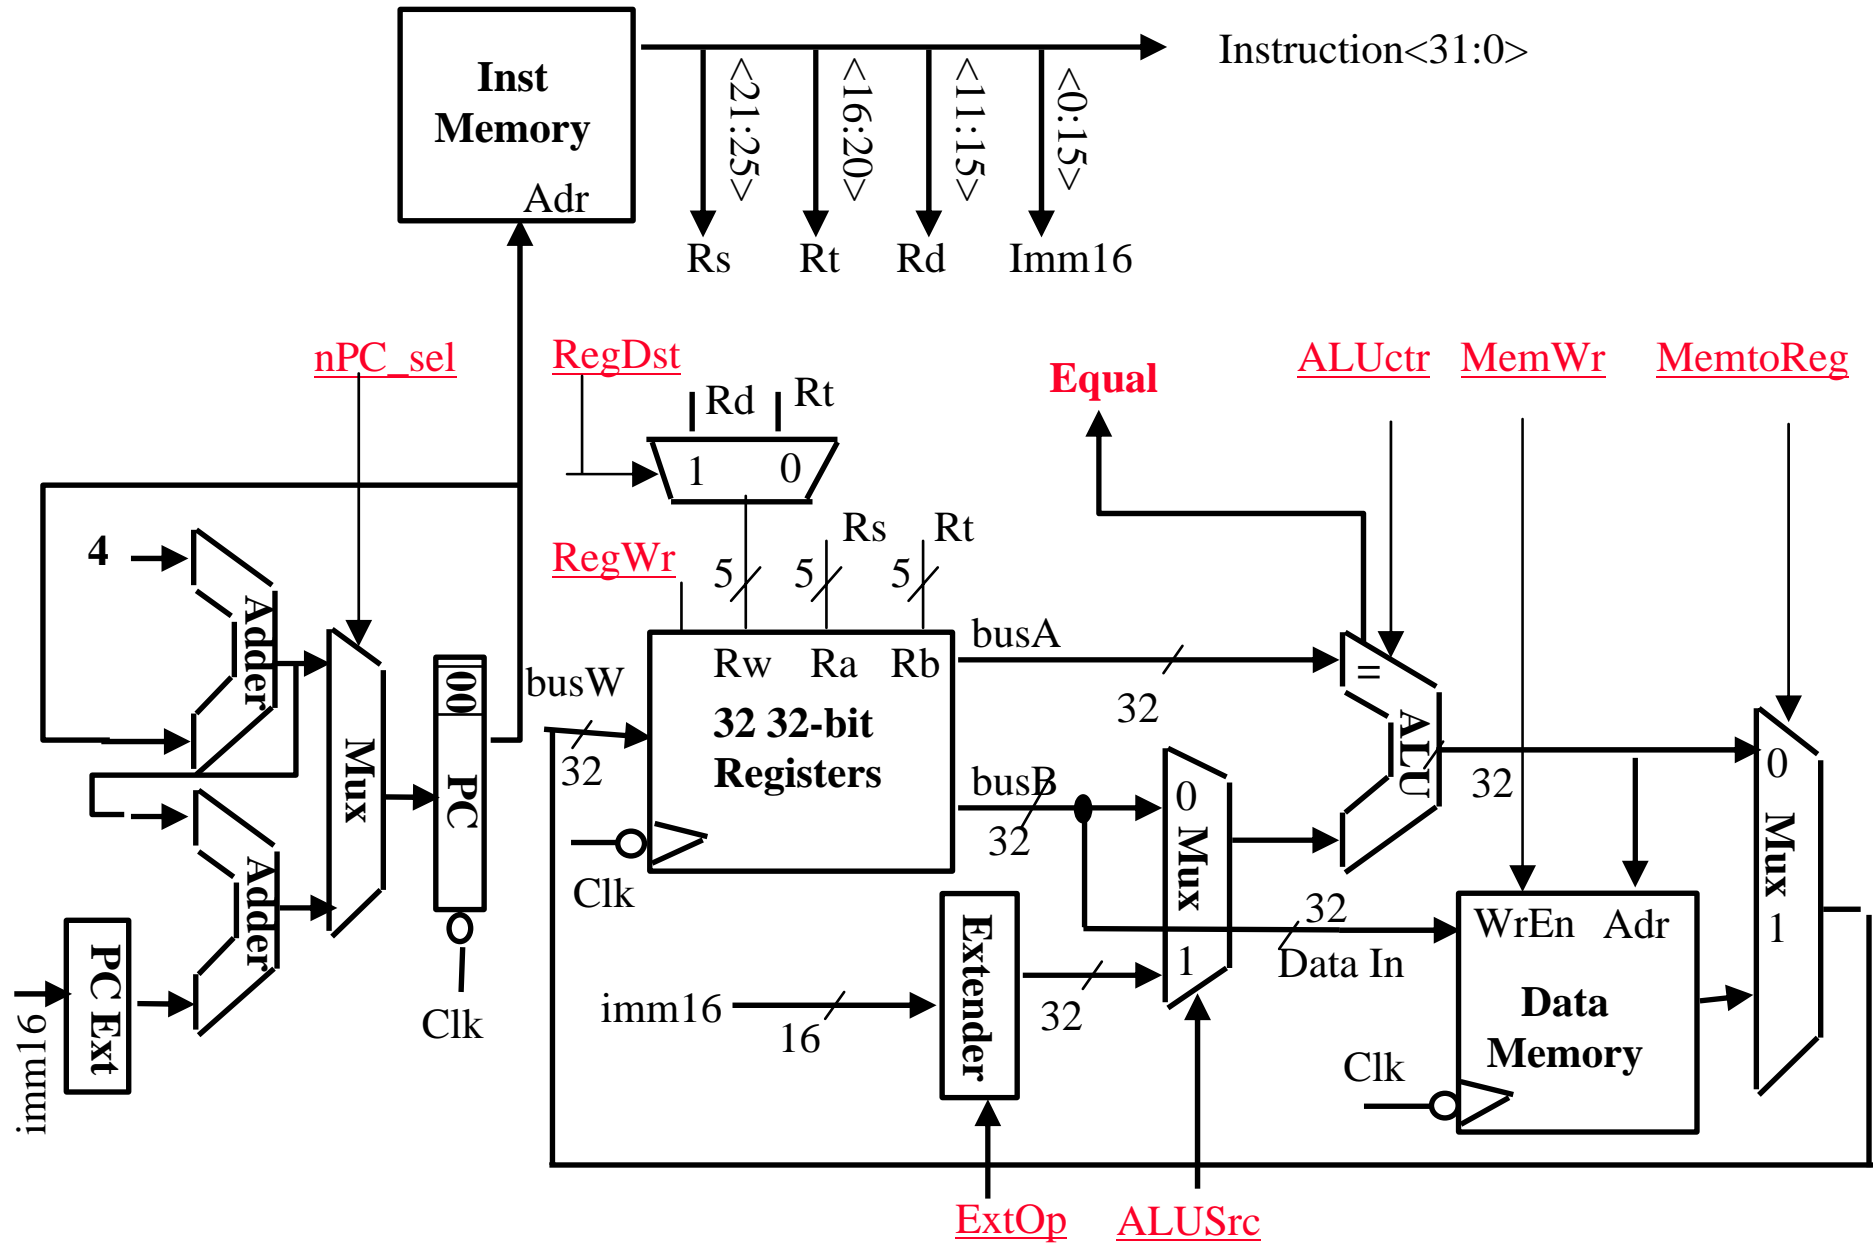 Inst
Memory
Adr
Instruction<31:0>
<21:25>
<16:20>
<11:15>
<0:15>
Rs
Rt
Rd
Imm16
nPC_sel
RegDst
Rd
Rt
Equal
ALUctr
MemWr
MemtoReg
1
0
4
Adder
RegWr
5
5
Rs
5
Rt
busW
32
Rw
Ra
Rb
32 32-bit
Registers
busA
32
=
ALU
32
0
Mux
1
00
PC
Mux
busB
32
0
Mux
1
Clk
Adder
PC Ext
imm16
Clk
imm16
16
Extender
32
32
Data In
WrEn
Adr
Data
Memory
Clk
ExtOp
ALUSrc